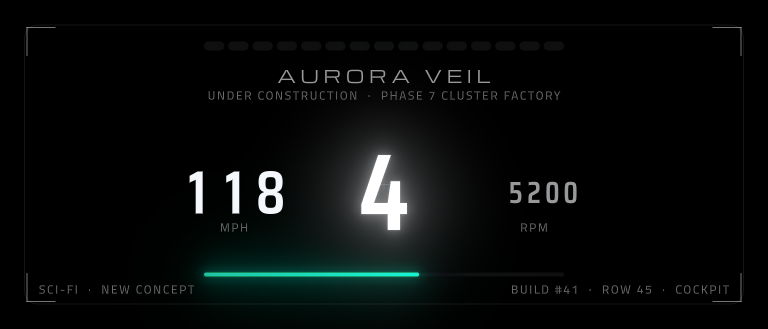 AURORA VEIL
UNDER CONSTRUCTION · PHASE 7 CLUSTER FACTORY
118
MPH
4
5200
RPM
SCI-FI · NEW CONCEPT
BUILD #41 · ROW 45 · COCKPIT